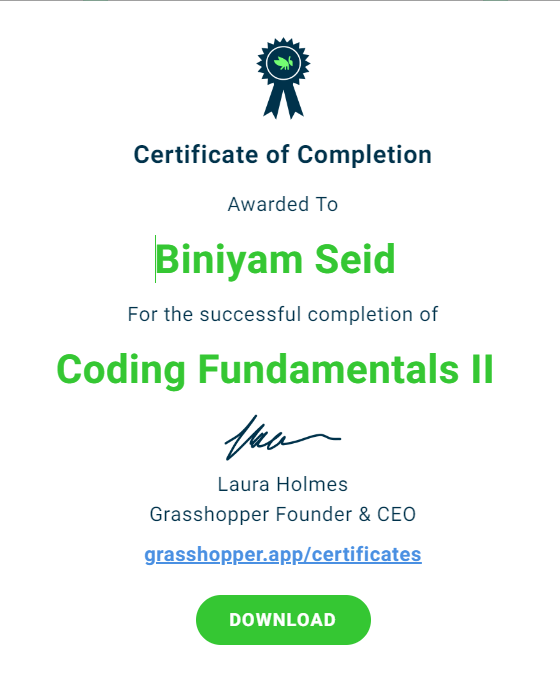 Certificate of Completion
Awarded To
Biniyam Seid
For the successful completion of
Coding Fundamentals II
Laura Holmes
Grasshopper Founder & CEO
grasshopper.app/certificates
DOWNLOAD